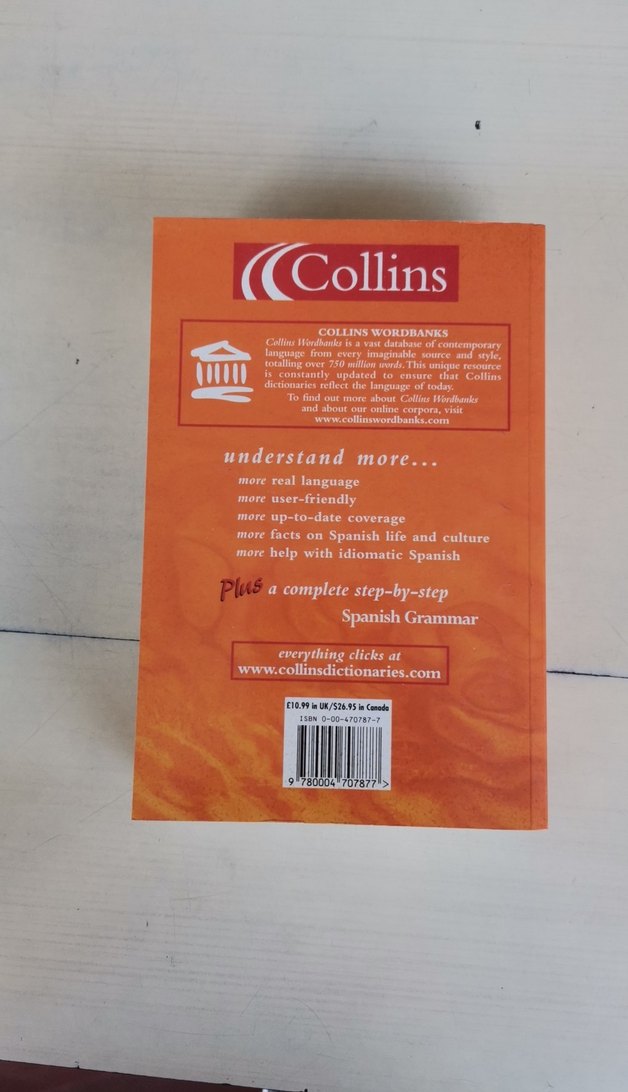 Collins
COLLINS WORDBANKS
Collins Wordbanks is a vast database of contemporary
language from every imaginable source and style,
totalling over 750 million words. This unique resource
is constantly updated to ensure that Collins
dictionaries reflect the language of today.
To find out more about Collins Wordbanks
and about our online corpora, visit
www.collinswordbanks.com
understand more...
more real language
more user-friendly
more up-to-date coverage
more facts on Spanish life and culture
more help with idiomatic Spanish
Plus a complete step-by-step
Spanish Grammar
everything clicks at
www.collinsdictionaries.com
£10.99 in UK/$26.95 in Canada
ISBN 0-00-470787-7
9 780004 707877 >